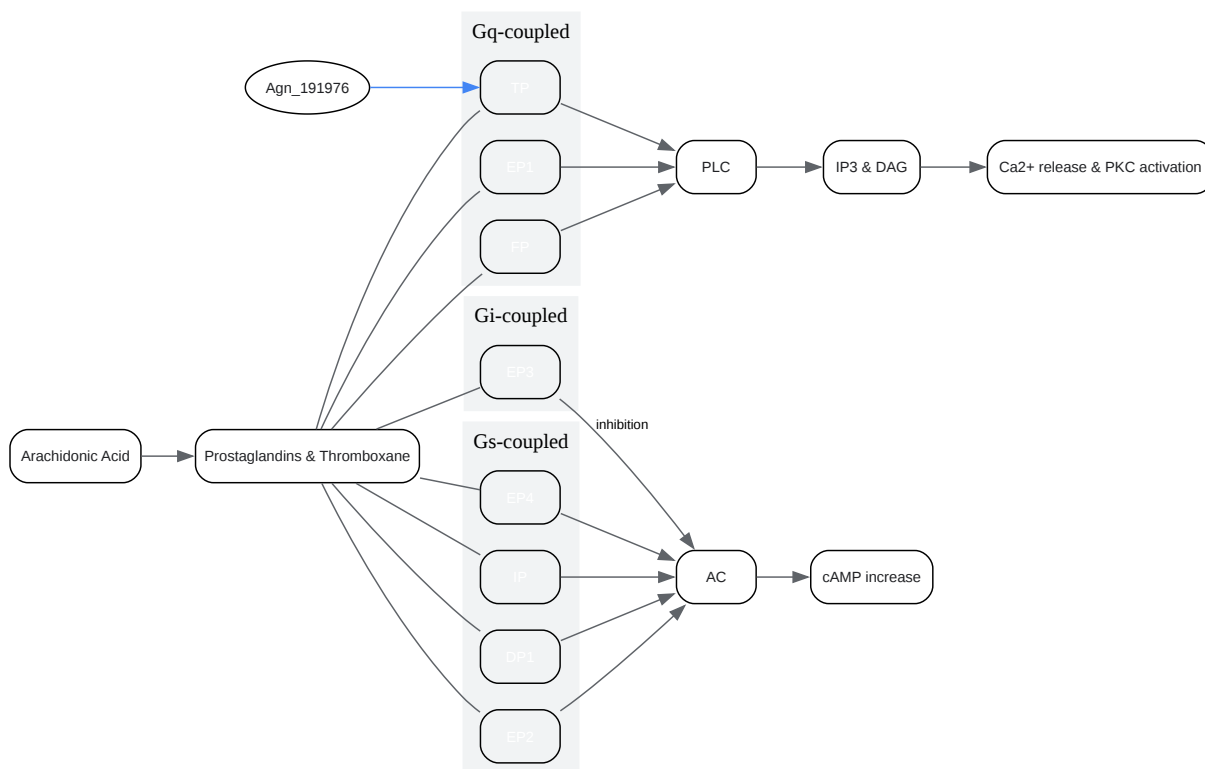 Gq-coupled
Agn_191976
TP
EP1
FP
PLC
IP3 & DAG
Ca2+ release & PKC activation
Gi-coupled
EP3
inhibition
Arachidonic Acid
Prostaglandins & Thromboxane
Gs-coupled
EP4
IP
DP1
EP2
AC
cAMP increase